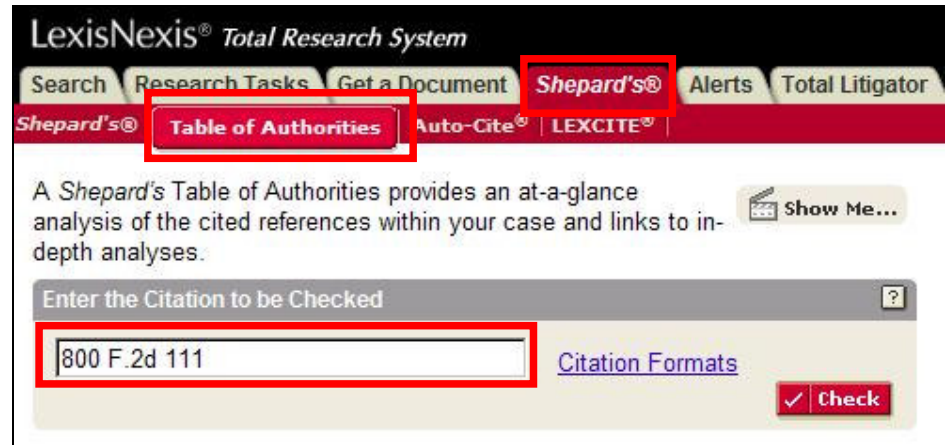 LexisNexis® Total Research System
Search Research Tasks Get a Document Shepard's® Alerts Total Litigator
Shepard's® Table of Authorities Auto-Cite® LEXCITE®
A Shepard's Table of Authorities provides an at-a-glance
analysis of the cited references within your case and links to in-
depth analyses.
Show Me...
Enter the Citation to be Checked ?
800 F.2d 111 Citation Formats
Check